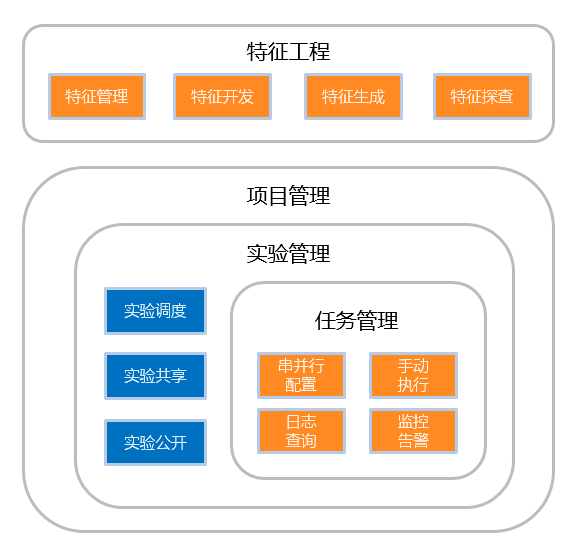 特征工程
特征管理
特征开发
特征生成
特征探查
项目管理
实验管理
实验调度
实验共享
实验公开
任务管理
串并行
配置
手动
执行
日志
查询
监控
告警